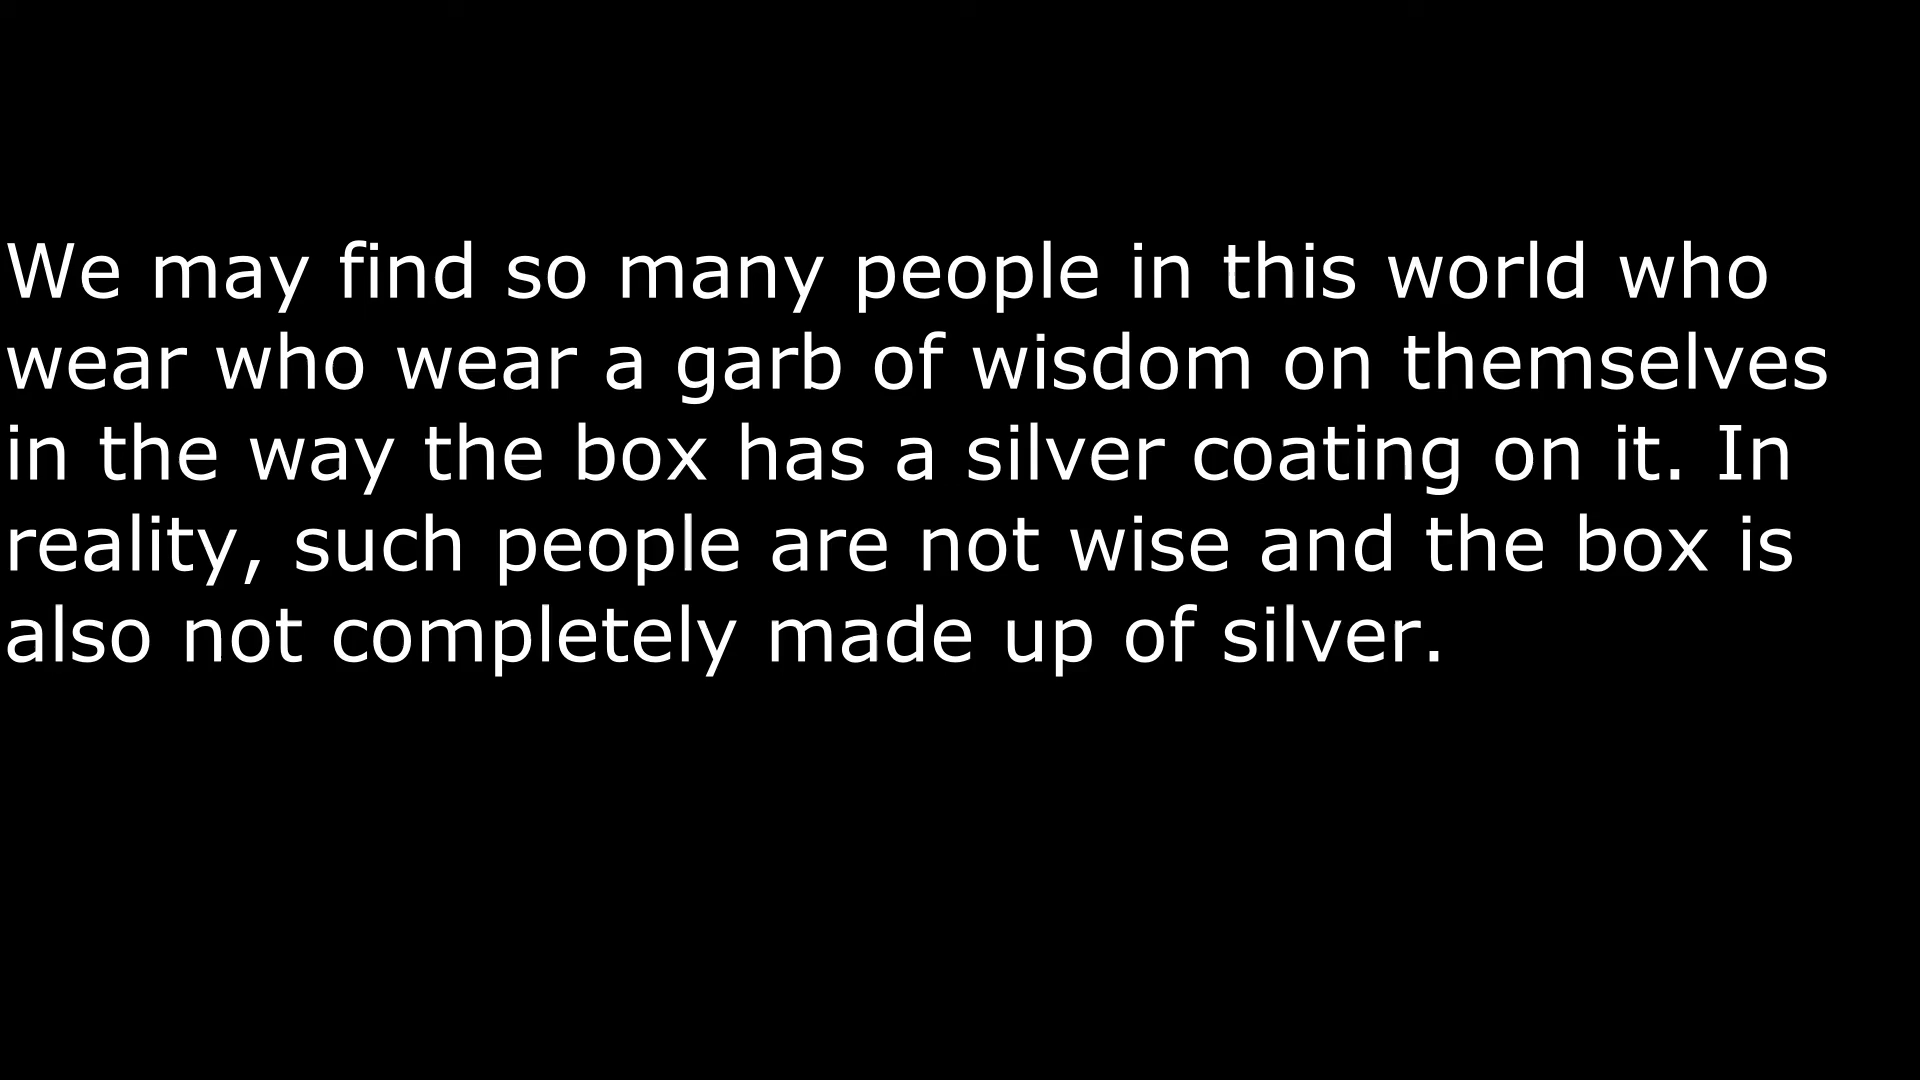 We may find so many people in this world who
wear who wear a garb of wisdom on themselves
in the way the box has a silver coating on it. In
reality, such people are not wise and the box is
also not completely made up of silver.